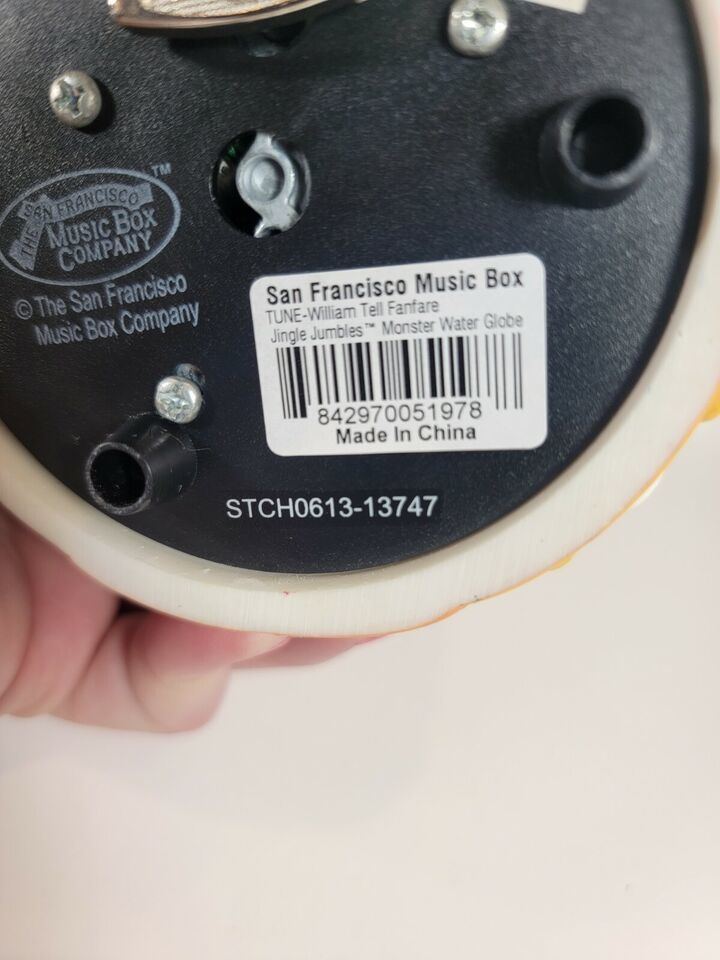 THE SAN FRANCISCO
MUSIC BOX
COMPANY
™
© The San Francisco
Music Box Company
San Francisco Music Box
TUNE-William Tell Fanfare
Jingle Jumbles™ Monster Water Globe
842970051978
Made In China
STCH0613-13747